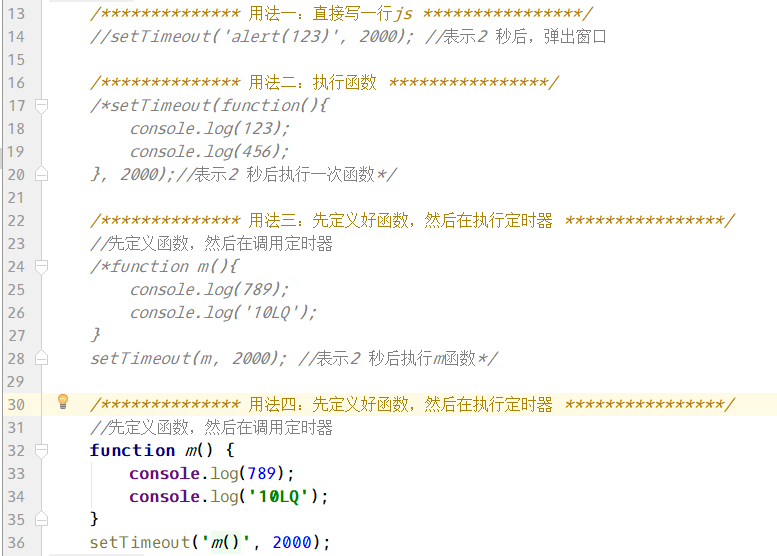 13 /************** 用法一：直接写一行js ****************/
14 //setTimeout('alert(123)', 2000); //表示2 秒后，弹出窗口
15
16 /************** 用法二：执行函数 ****************/
17 /*setTimeout(function(){
18 console.log(123);
19 console.log(456);
20 }, 2000);//表示2 秒后执行一次函数*/
21
22 /************** 用法三：先定义好函数，然后在执行定时器 ****************/
23 //先定义函数，然后在调用定时器
24 /*function m(){
25 console.log(789);
26 console.log('10LQ');
27 }
28 setTimeout(m, 2000); //表示2 秒后执行m函数*/
29
30 /************** 用法四：先定义好函数，然后在执行定时器 ****************/
31 //先定义函数，然后在调用定时器
32 function m() {
33 console.log(789);
34 console.log('10LQ');
35 }
36 setTimeout('m()', 2000);